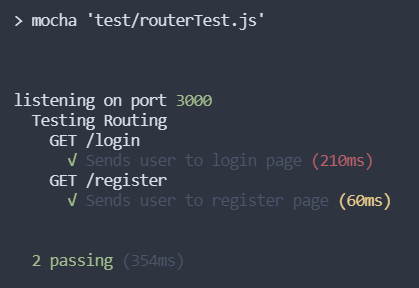 > mocha 'test/routerTest.js'
listening on port 3000
Testing Routing
GET /login
√ Sends user to login page (210ms)
GET /register
√ Sends user to register page (60ms)
2 passing (354ms)